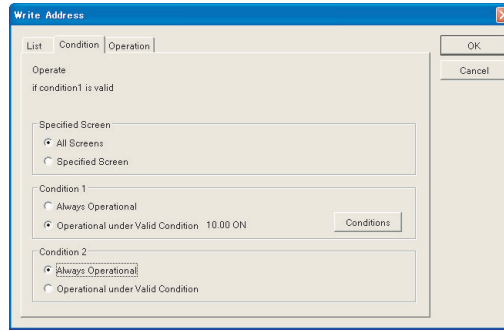 Write Address
List Condition Operation
OK
Cancel
Operate
if condition1 is valid
Specified Screen
All Screens
Specified Screen
Condition 1
Always Operational
Operational under Valid Condition 10.00 ON
Conditions
Condition 2
Always Operational
Operational under Valid Condition